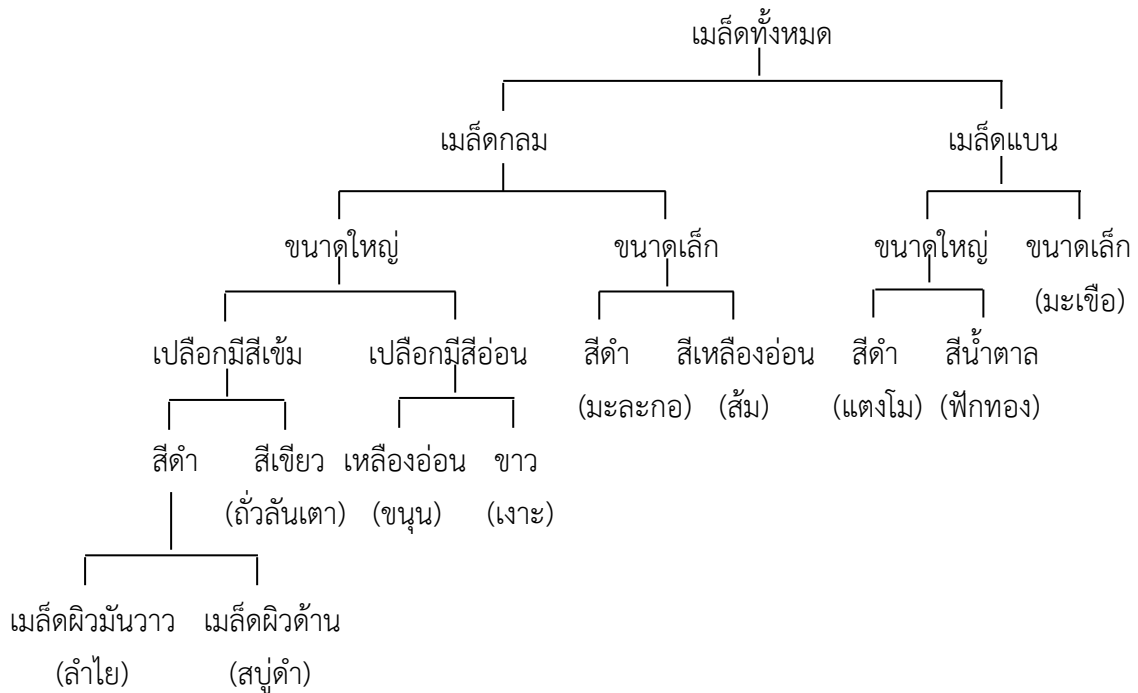 เมล็ดทั้งหมด
เมล็ดกลม เมล็ดแบน
ขนาดใหญ่ ขนาดเล็ก ขนาดใหญ่ ขนาดเล็ก
(มะเขือ)
เปลือกมีสีเข้ม เปลือกมีสีอ่อน สีดำ สีเหลืองอ่อน สีดำ สีน้ำตาล
(มะละกอ) (ส้ม) (แตงโม) (ฟักทอง)
สีดำ สีเขียว เหลืองอ่อน ขาว
(ถั่วลันเตา) (ขนุน) (เงาะ)
เมล็ดผิวมันวาว เมล็ดผิวด้าน
(ลำไย) (สบู่ดำ)